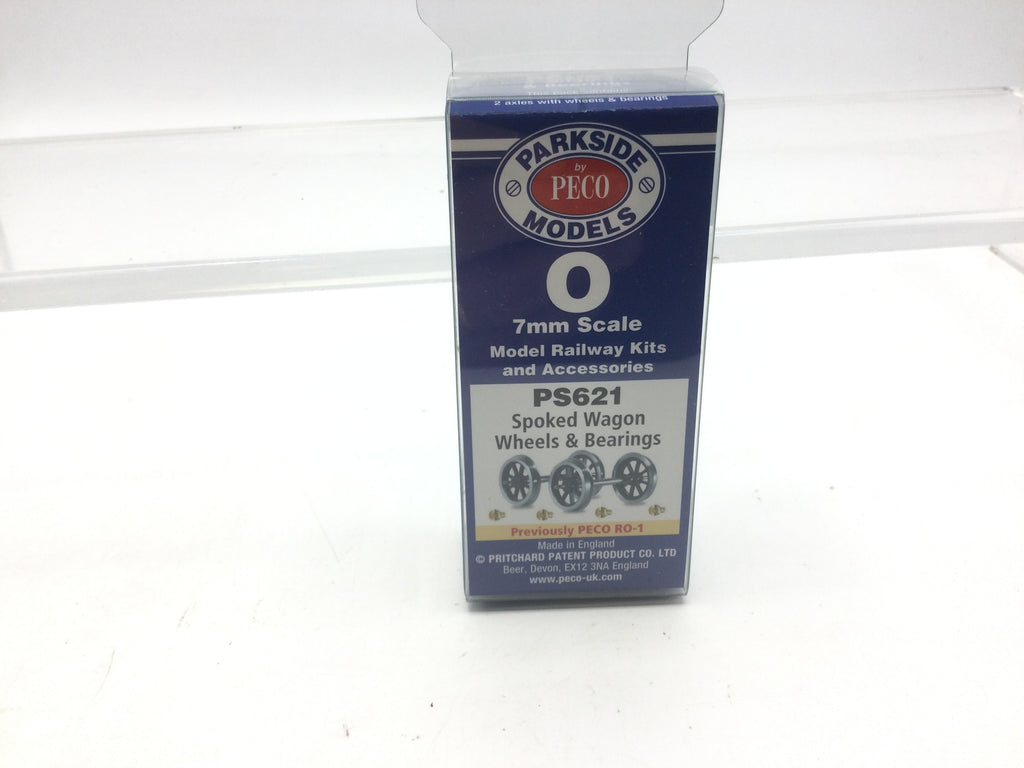 2 axles with wheels & bearings
PARKSIDE
by
PECO
MODELS
O
7mm Scale
Model Railway Kits
and Accessories
PS621
Spoked Wagon
Wheels & Bearings
Previously PECO RO-1
Made in England
© PRITCHARD PATENT PRODUCT CO. LTD
Beer, Devon, EX12 3NA England
www.peco-uk.com